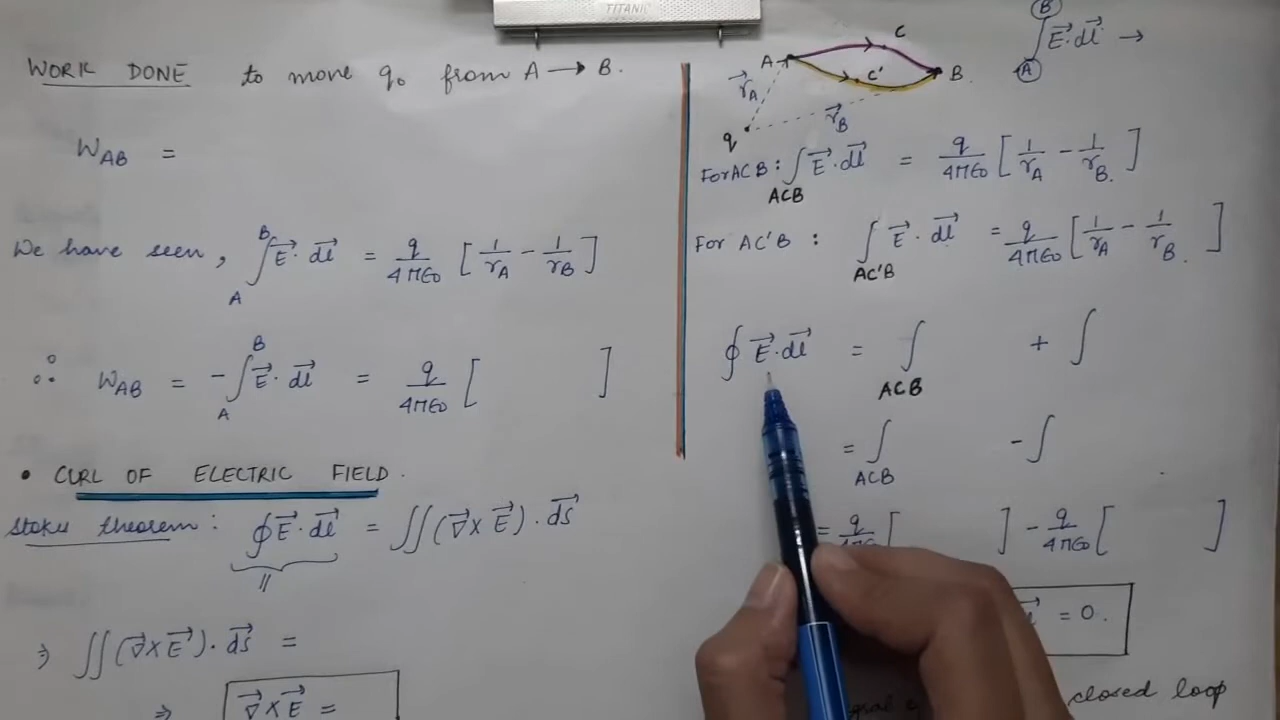 TITANIC
WORK DONE to move q₀ from A → B.
W_AB =
We have seen, ∫_A^B E⃗·dl⃗ = q/4πϵ₀ [1/r_A − 1/r_B]
∴ W_AB = −∫_A^B E⃗·dl⃗ = q/4πϵ₀ [ ]
• CURL OF ELECTRIC FIELD.
Stokes theorem: ∮E⃗·dl⃗ = ∬(∇⃗×E⃗)·ds⃗
||
⇒ ∬(∇⃗×E⃗)·ds⃗ =
⇒ ∇⃗×E⃗ =
∫_A^B E⃗·dl⃗ →
A C C' B
r⃗_A r⃗_B q
For ACB: ∫_ACB E⃗·dl⃗ = q/4πϵ₀ [1/r_A − 1/r_B]
For AC'B: ∫_AC'B E⃗·dl⃗ = q/4πϵ₀ [1/r_A − 1/r_B]
∮E⃗·dl⃗ = ∫_ACB + ∫
= ∫_ACB − ∫
= q/4πϵ₀ [ ] − q/4πϵ₀ [ ]
= 0.
closed loop